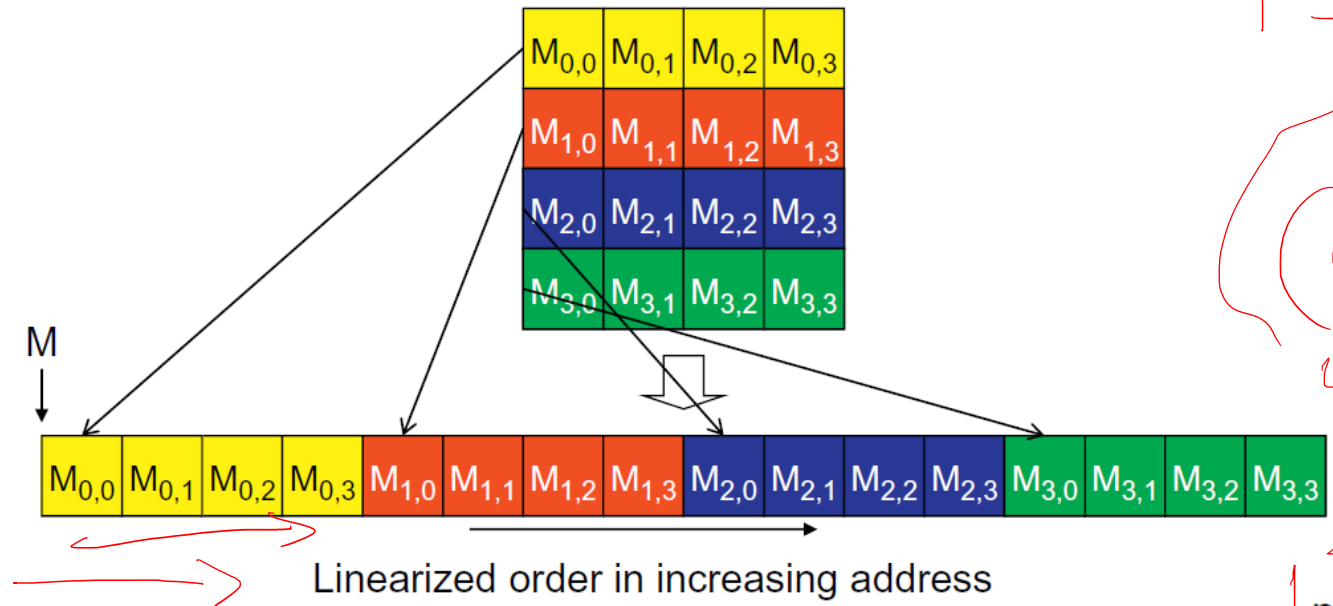 M0,0 M0,1 M0,2 M0,3
M1,0 M1,1 M1,2 M1,3
M2,0 M2,1 M2,2 M2,3
M3,0 M3,1 M3,2 M3,3
M
M0,0 M0,1 M0,2 M0,3 M1,0 M1,1 M1,2 M1,3 M2,0 M2,1 M2,2 M2,3 M3,0 M3,1 M3,2 M3,3
Linearized order in increasing address